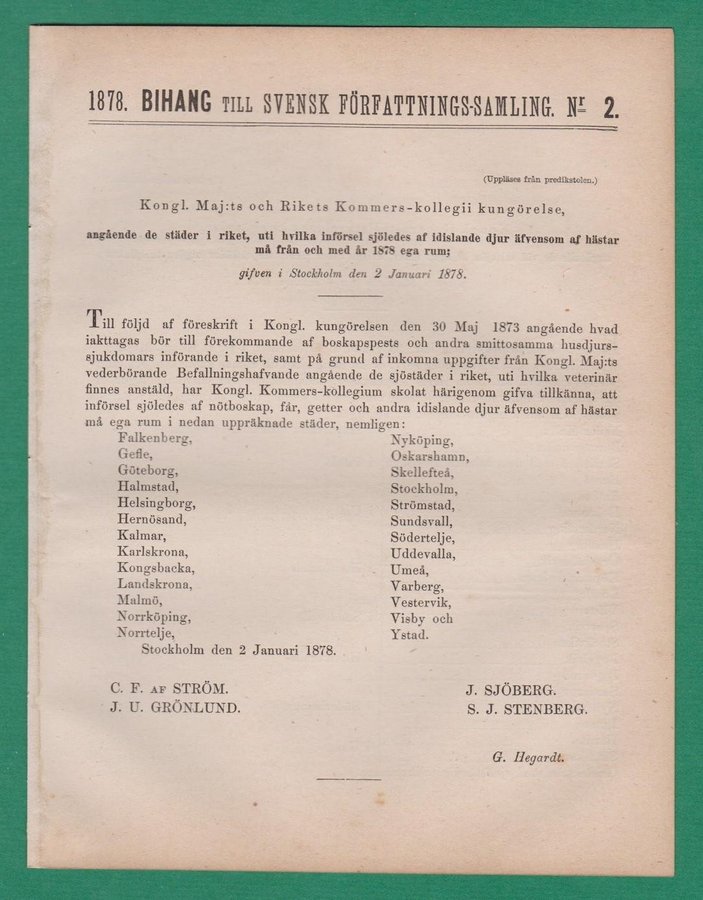 1878. BIHANG TILL SVENSK FÖRFATTNINGS-SAMLING. Nr 2.
(Uppläses från predikstolen.)
Kongl. Maj:ts och Rikets Kommers-kollegii kungörelse,
angående de städer i riket, uti hvilka införsel sjöledes af idislande djur äfvensom af hästar
må från och med år 1878 ega rum;
gifven i Stockholm den 2 Januari 1878.
Till följd af föreskrift i Kongl. kungörelsen den 30 Maj 1873 angående hvad
iakttagas bör till förekommande af boskapspests och andra smittosamma husdjurs-
sjukdomars införande i riket, samt på grund af inkomna uppgifter från Kongl. Maj:ts
vederbörande Befallningshafvande angående de sjöstäder i riket, uti hvilka veterinär
finnes anstäld, har Kongl. Kommers-kollegium skolat härigenom gifva tillkänna, att
införsel sjöledes af nötboskap, får, getter och andra idislande djur äfvensom af hästar
må ega rum i nedan uppräknade städer, nemligen:
Falkenberg,
Gefle,
Göteborg,
Halmstad,
Helsingborg,
Hernösand,
Kalmar,
Karlskrona,
Kongsbacka,
Landskrona,
Malmö,
Norrköping,
Norrtelje,
Nyköping,
Oskarshamn,
Skellefteå,
Stockholm,
Strömstad,
Sundsvall,
Södertelje,
Uddevalla,
Umeå,
Varberg,
Vestervik,
Visby och
Ystad.
Stockholm den 2 Januari 1878.
C. F. AF STRÖM.
J. U. GRÖNLUND.
J. SJÖBERG.
S. J. STENBERG.
G. Hegardt.